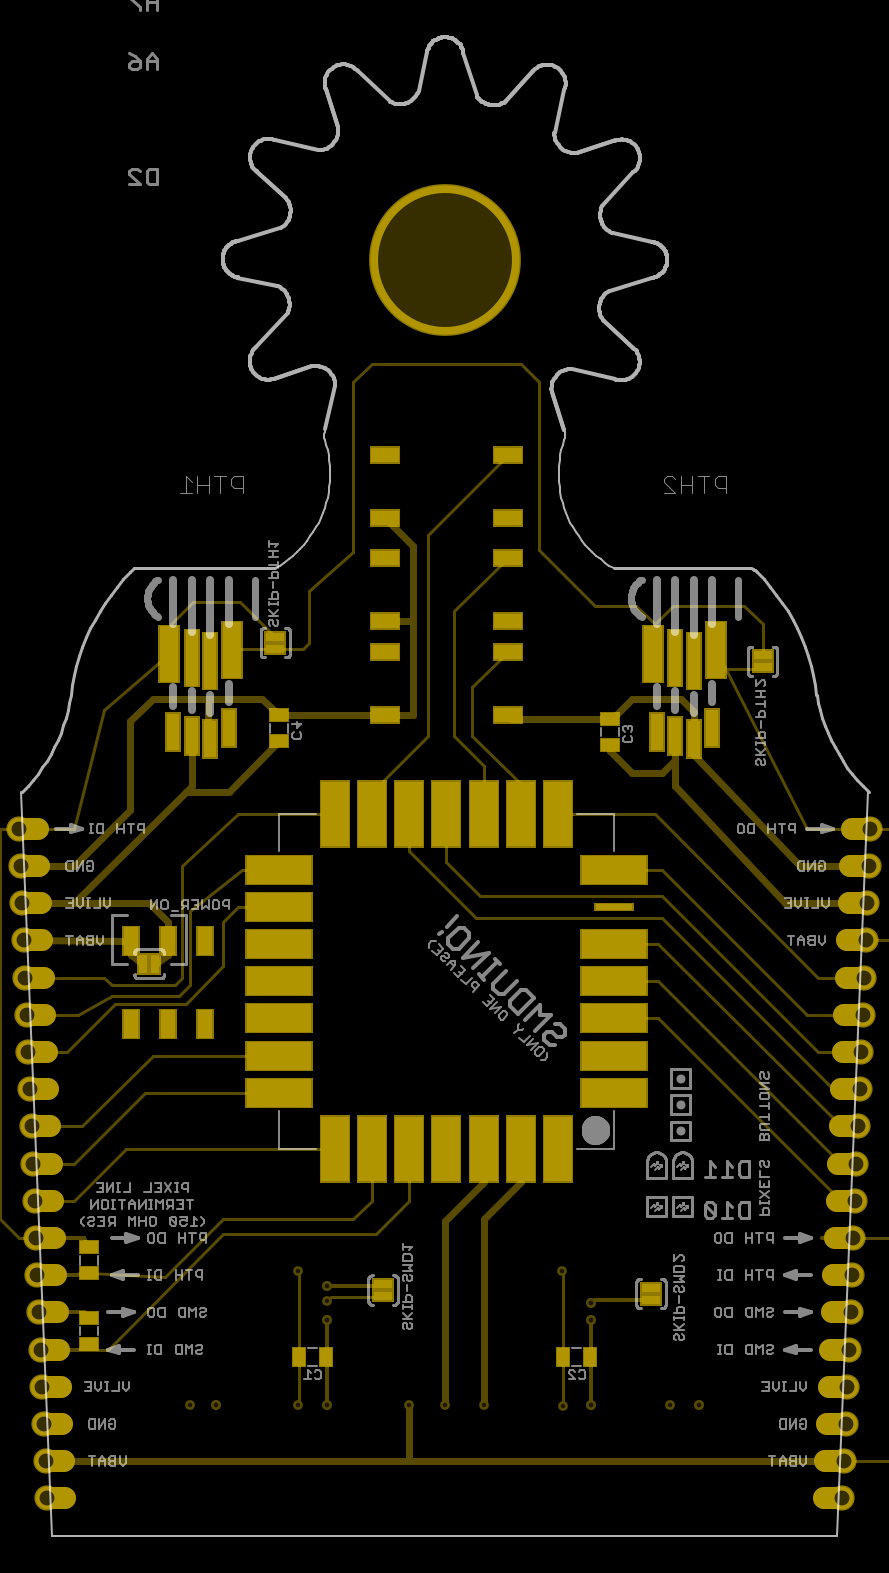 A6
D2
PTH1
PTH2
SKIP-PTH1
SKIP-PTH2
C4
C3
PTH DI
PTH DO
GND
GND
VLIVE
POWER_ON
VLIVE
VBAT
VBAT
SMDUINO!
(ONLY ONE PLEASE)
BUTTONS
D11
PIXELS
D10
PIXEL LINE
TERMINATION
(150 OHM RES)
PTH DO
PTH DO
PTH DI
PTH DI
SKIP-SMD1
SKIP-SMD2
SMD DO
SMD DO
SMD DI
SMD DI
C1
C2
VLIVE
VLIVE
GND
GND
VBAT
VBAT